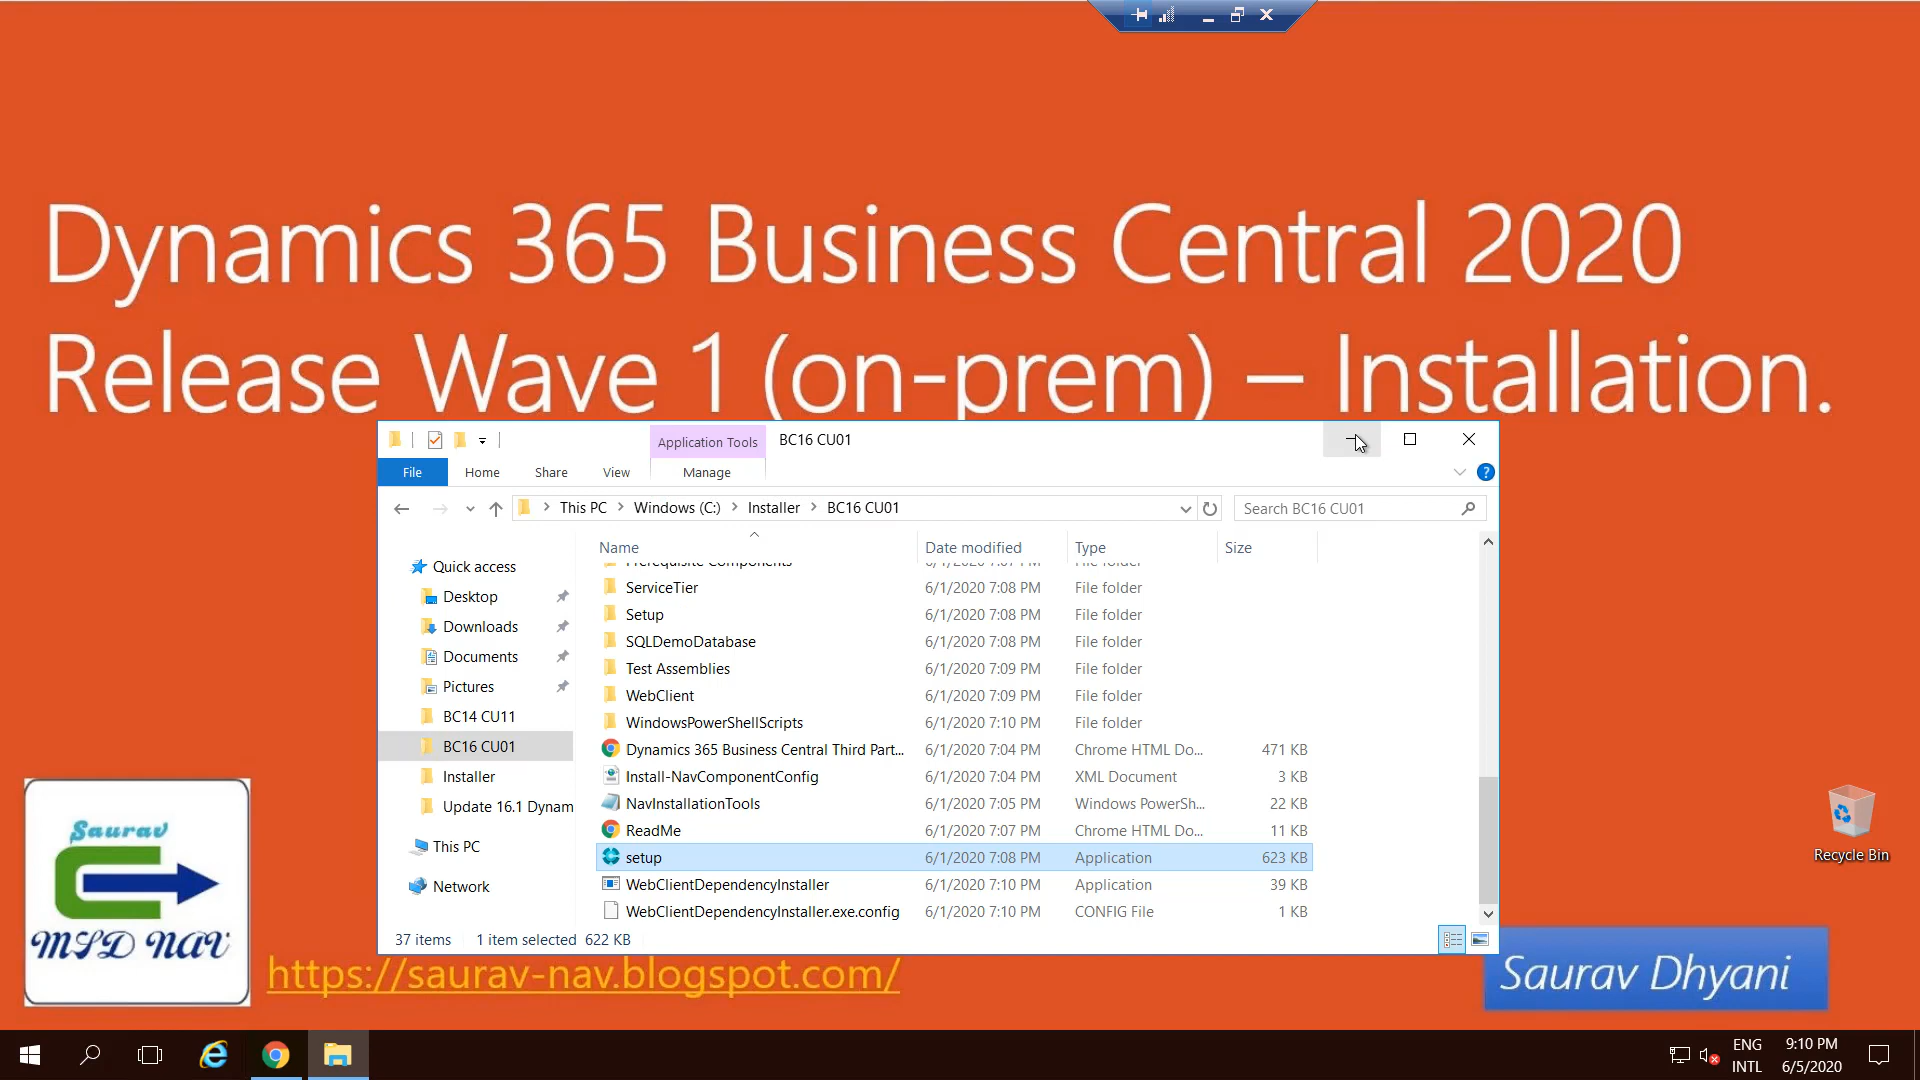 Dynamics 365 Business Central 2020
Release Wave 1 (on-prem) – Installation.
Application Tools
BC16 CU01
File
Home
Share
View
Manage
This PC
Windows (C:)
Installer
BC16 CU01
Search BC16 CU01
Name
Date modified
Type
Size
Quick access
Desktop
Downloads
Documents
Pictures
BC14 CU11
BC16 CU01
Installer
Update 16.1 Dynam
This PC
Network
Prerequisite Components 6/1/2020 7:07 PM File folder
ServiceTier 6/1/2020 7:08 PM File folder
Setup 6/1/2020 7:08 PM File folder
SQLDemoDatabase 6/1/2020 7:08 PM File folder
Test Assemblies 6/1/2020 7:09 PM File folder
WebClient 6/1/2020 7:09 PM File folder
WindowsPowerShellScripts 6/1/2020 7:10 PM File folder
Dynamics 365 Business Central Third Part... 6/1/2020 7:04 PM Chrome HTML Do... 471 KB
Install-NavComponentConfig 6/1/2020 7:04 PM XML Document 3 KB
NavInstallationTools 6/1/2020 7:05 PM Windows PowerSh... 22 KB
ReadMe 6/1/2020 7:07 PM Chrome HTML Do... 11 KB
setup 6/1/2020 7:08 PM Application 623 KB
WebClientDependencyInstaller 6/1/2020 7:10 PM Application 39 KB
WebClientDependencyInstaller.exe.config 6/1/2020 7:10 PM CONFIG File 1 KB
37 items 1 item selected 622 KB
Saurav
MSD NAV
https://saurav-nav.blogspot.com/
Saurav Dhyani
Recycle Bin
ENG
INTL
9:10 PM
6/5/2020